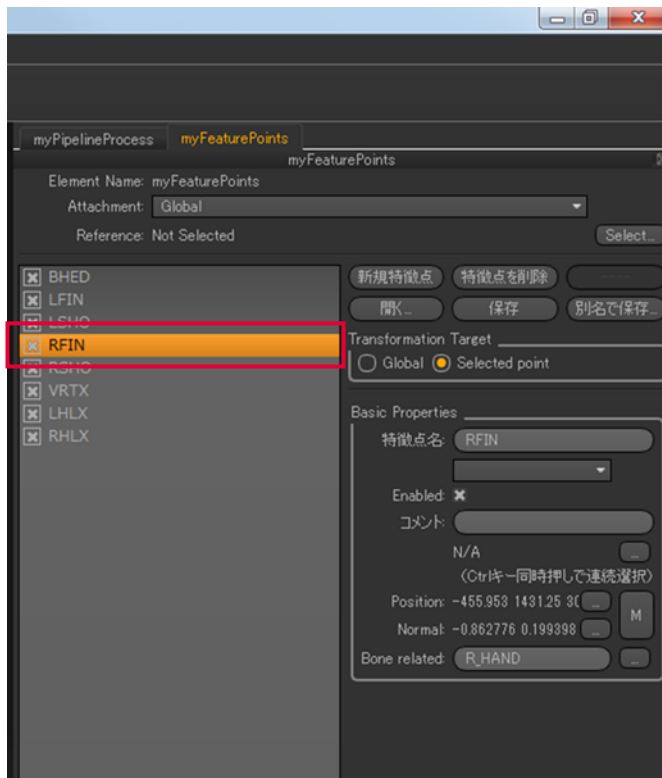 myPipelineProcess myFeaturePoints
myFeaturePoints
Element Name: myFeaturePoints
Attachment: Global
Reference: Not Selected Select...
BHED
LFIN
LSHO
RFIN
RSHO
VRTX
LHLX
RHLX
新規特徴点 特徴点を削除 ----
開く... 保存 別名で保存...
Transformation Target
Global Selected point
Basic Properties
特徴点名: RFIN
Enabled:
コメント:
N/A ...
(Ctrlキー同時押しで連続選択)
Position: -455.953 1431.25 30 ... M
Normal: -0.862776 0.199398 ...
Bone related: R_HAND ...